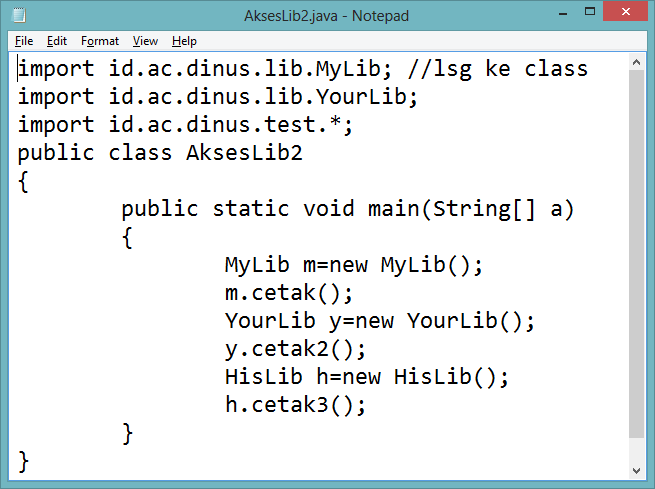 AksesLib2.java - Notepad
File Edit Format View Help
import id.ac.dinus.lib.MyLib; //lsg ke class
import id.ac.dinus.lib.YourLib;
import id.ac.dinus.test.*;
public class AksesLib2
{
public static void main(String[] a)
{
MyLib m=new MyLib();
m.cetak();
YourLib y=new YourLib();
y.cetak2();
HisLib h=new HisLib();
h.cetak3();
}
}